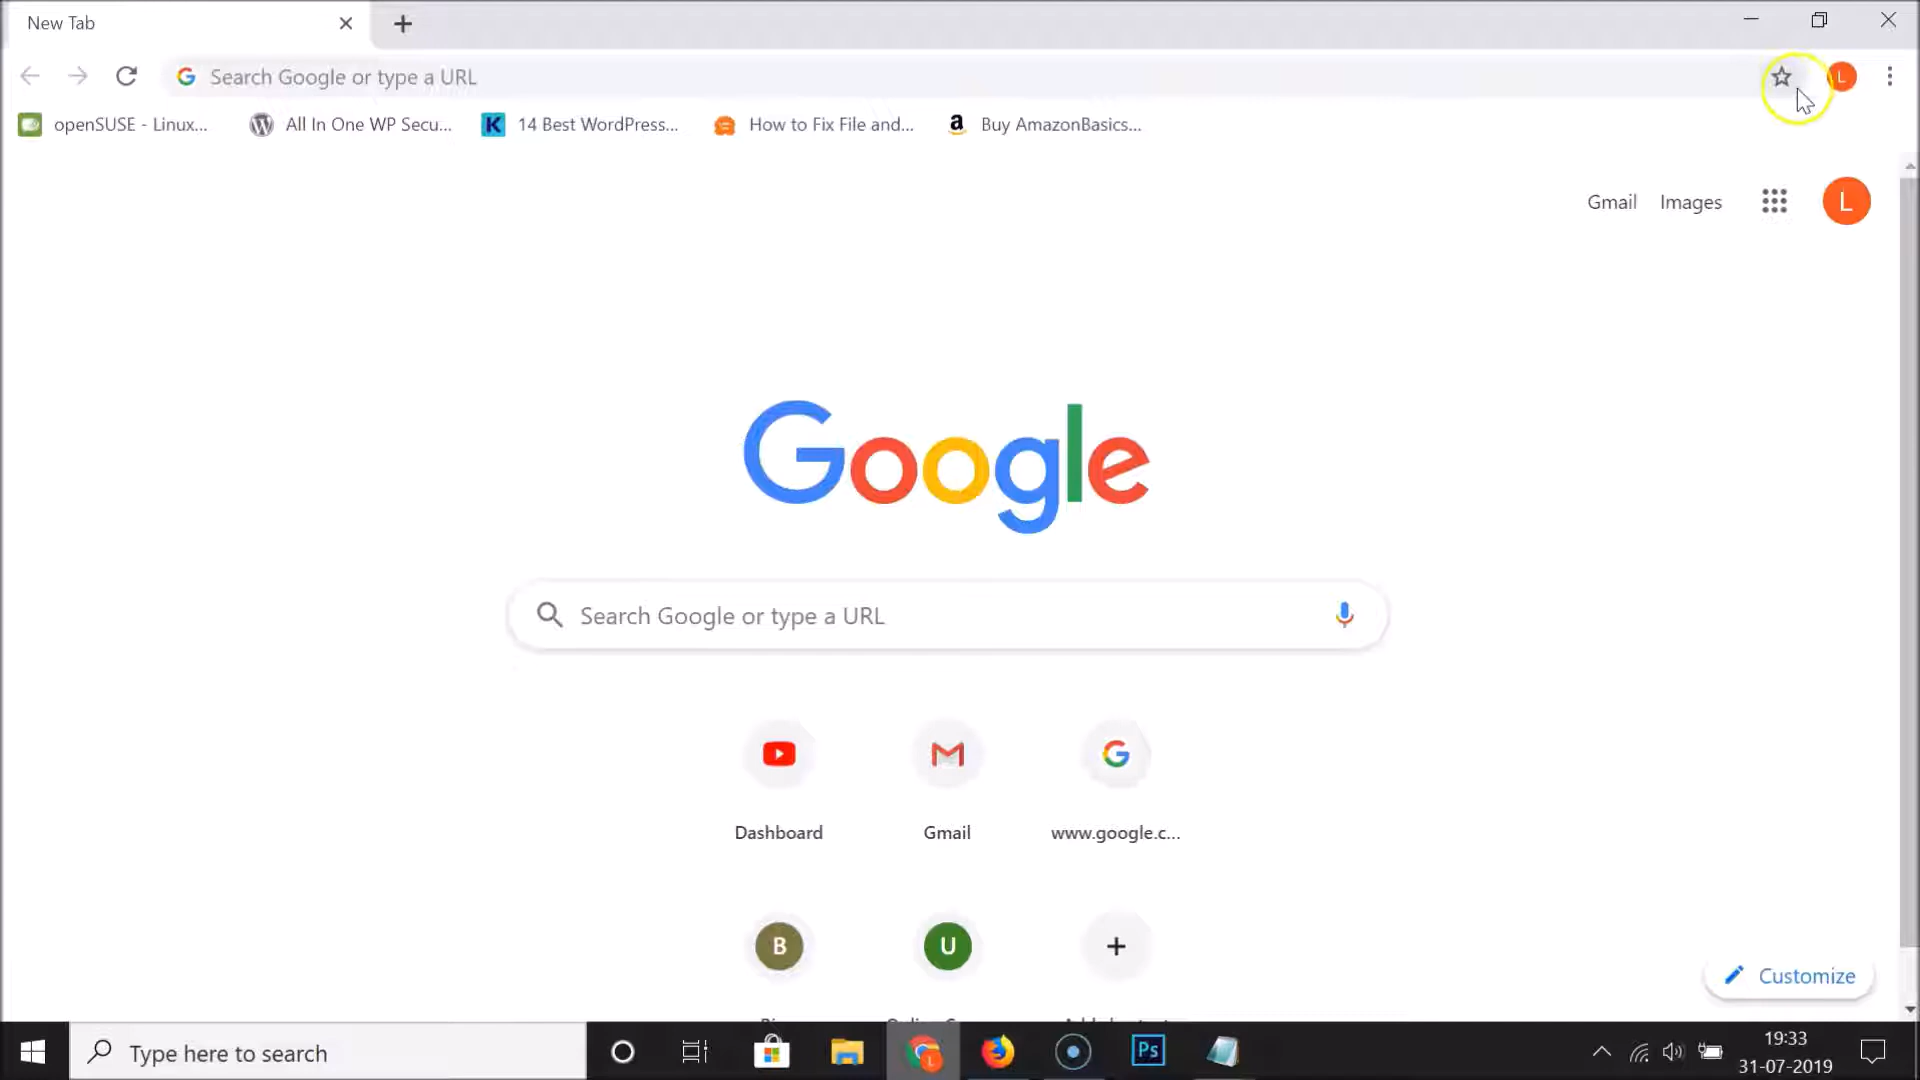 New Tab
Search Google or type a URL
L
openSUSE - Linux...
All In One WP Secu...
K
14 Best WordPress...
How to Fix File and...
a
Buy AmazonBasics...
Gmail
Images
L
Google
Search Google or type a URL
Dashboard
Gmail
www.google.c...
B
U
Customize
Type here to search
L
Ps
19:33
31-07-2019